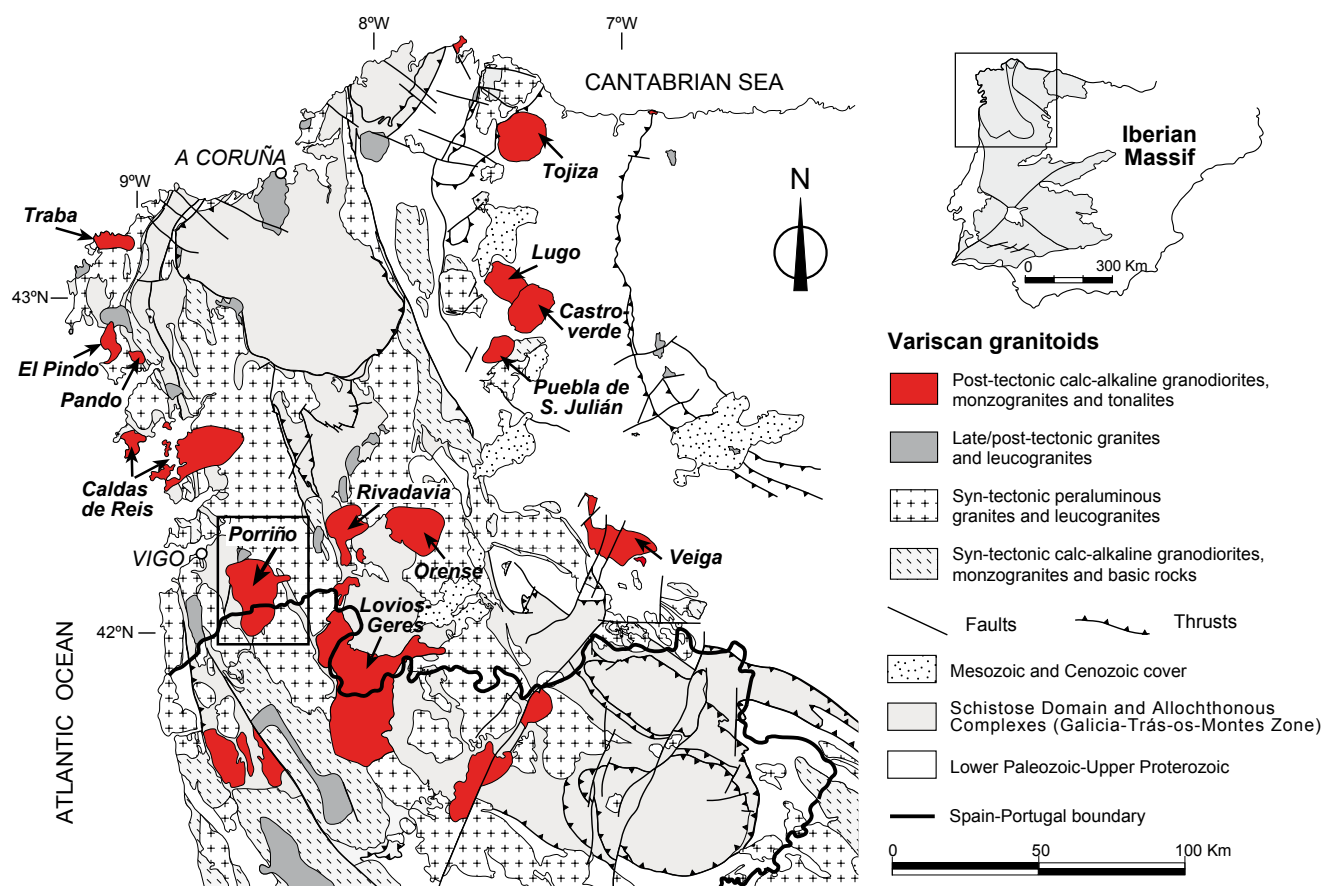 8ºW
7ºW
CANTABRIAN SEA
A CORUÑA
9ºW
Traba
Tojiza
N
Iberian
Massif
0
300 Km
Lugo
43ºN
Castro-
verde
El Pindo
Pando
Puebla de
S. Julián
Caldas
de Reis
Rivadavia
Porriño
VIGO
Orense
Veiga
Lovios-
Geres
42ºN
ATLANTIC OCEAN
Variscan granitoids
Post-tectonic calc-alkaline granodiorites,
monzogranites and tonalites
Late/post-tectonic granites
and leucogranites
Syn-tectonic peraluminous
granites and leucogranites
Syn-tectonic calc-alkaline granodiorites,
monzogranites and basic rocks
Faults
Thrusts
Mesozoic and Cenozoic cover
Schistose Domain and Allochthonous
Complexes (Galicia-Trás-os-Montes Zone)
Lower Paleozoic-Upper Proterozoic
Spain-Portugal boundary
0
50
100 Km